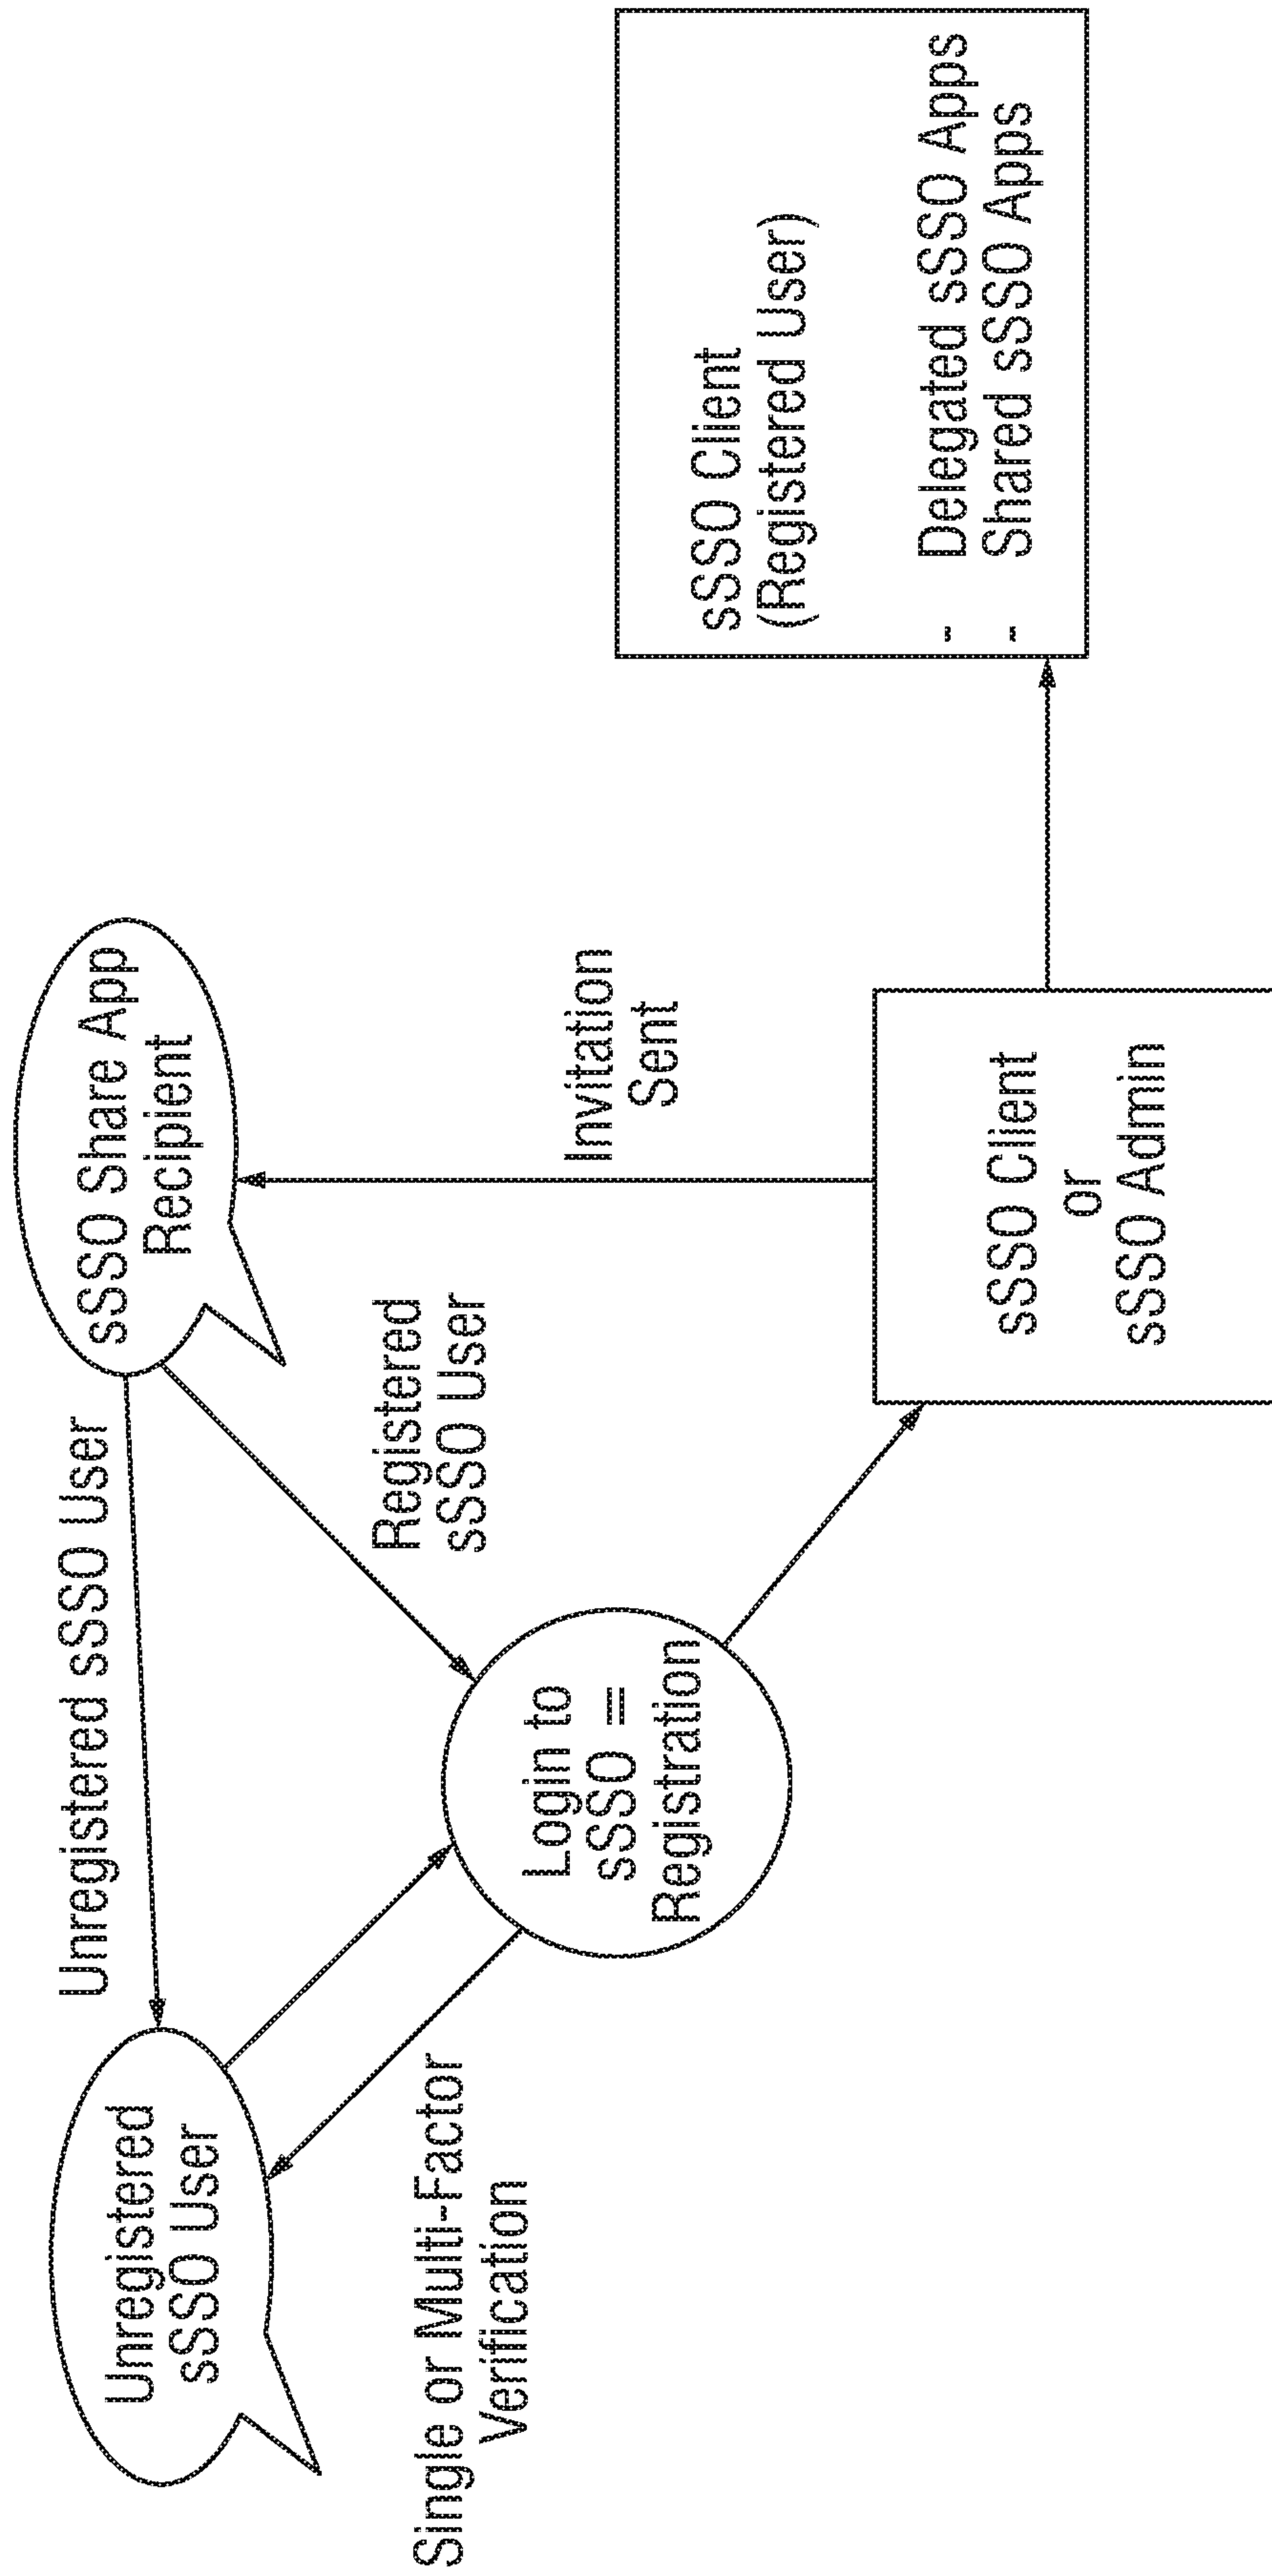 Unregistered
sSSO User
Unregistered sSSO User
sSSO Share App
Recipient
Single or Multi-Factor
Verification
Login to
sSSO =
Registration
Registered
sSSO User
Invitation
Sent
sSSO Client
or
sSSO Admin
sSSO Client
(Registered User)
- Delegated sSSO Apps
- Shared sSSO Apps